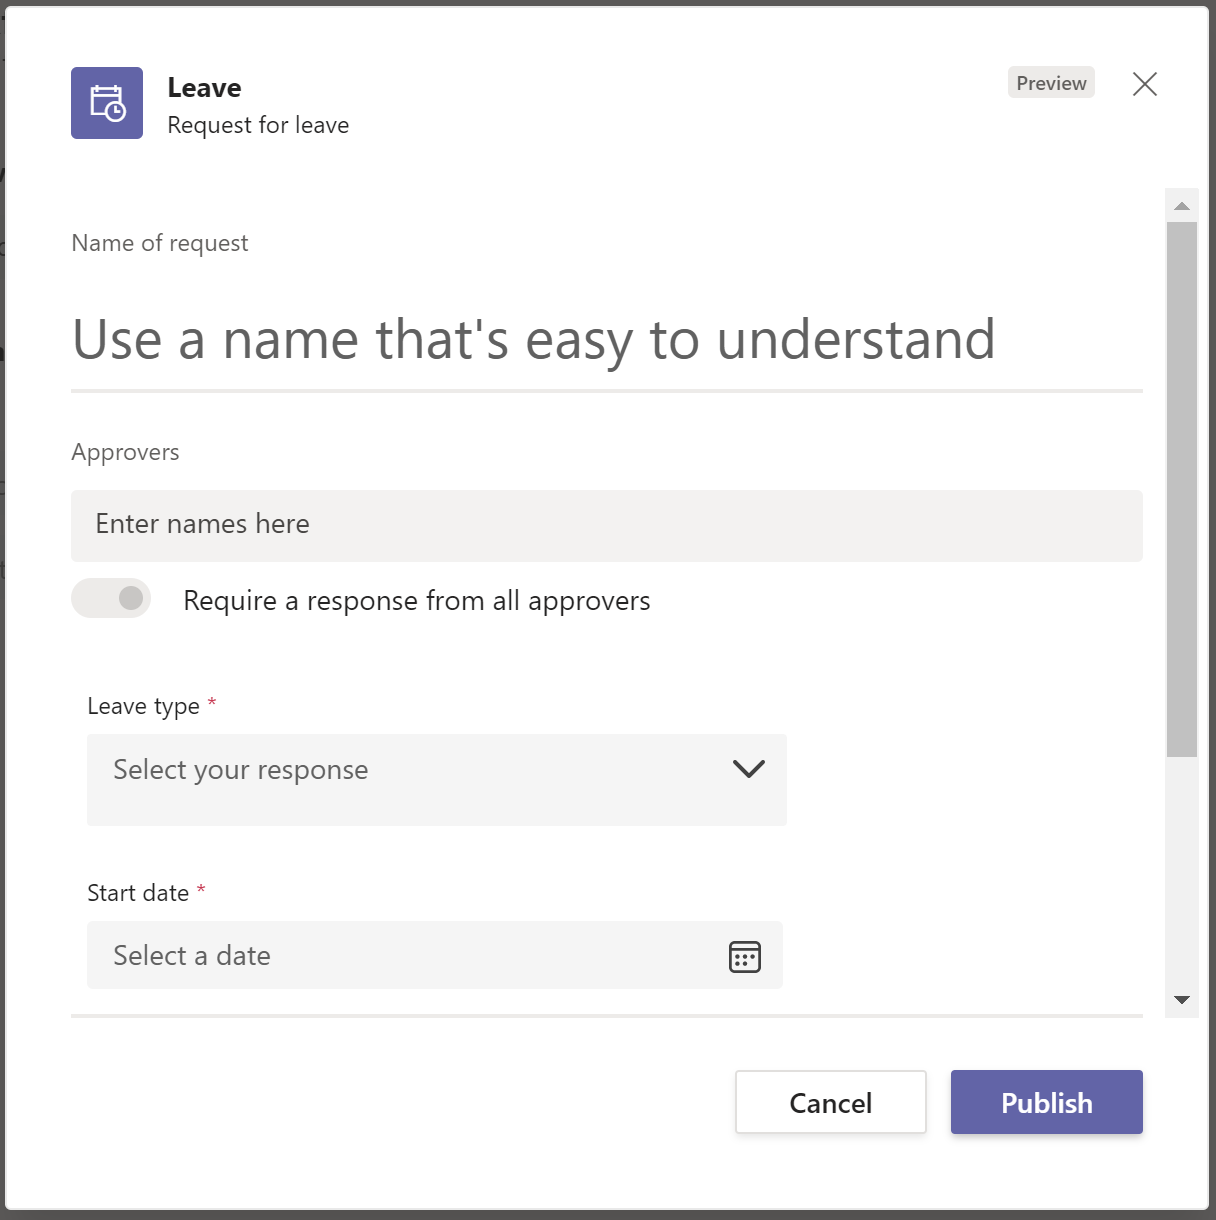 Leave
Request for leave
Preview
Name of request
Use a name that's easy to understand
Approvers
Enter names here
Require a response from all approvers
Leave type *
Select your response
Start date *
Select a date
Cancel
Publish